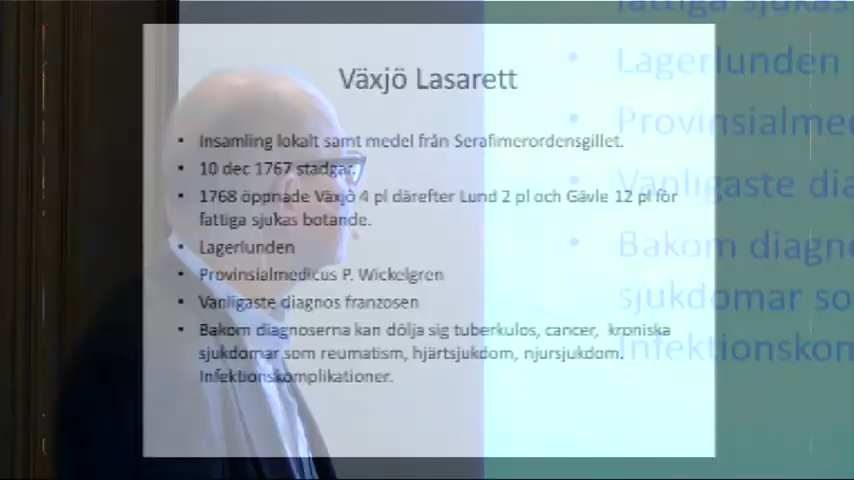 Växjö Lasarett
• Insamling lokalt samt medel från Serafimerordensgillet.
• 10 dec 1767 stadgar.
• 1768 öppnade Växjö 4 pl därefter Lund 2 pl och Gävle 12 pl för
fattiga sjukas botande.
• Lagerlunden
• Provinsialmedicus P. Wickelgren
• Vanligaste diagnos franzosen
• Bakom diagnoserna kan dölja sig tuberkulos, cancer, kroniska
sjukdomar som reumatism, hjärtsjukdom, njursjukdom.
Infektionskomplikationer.
fattiga sjukas
• Lagerlunden
• Provinsialme
• Vanligaste dia
• Bakom diagno
sjukdomar so
Infektionskom